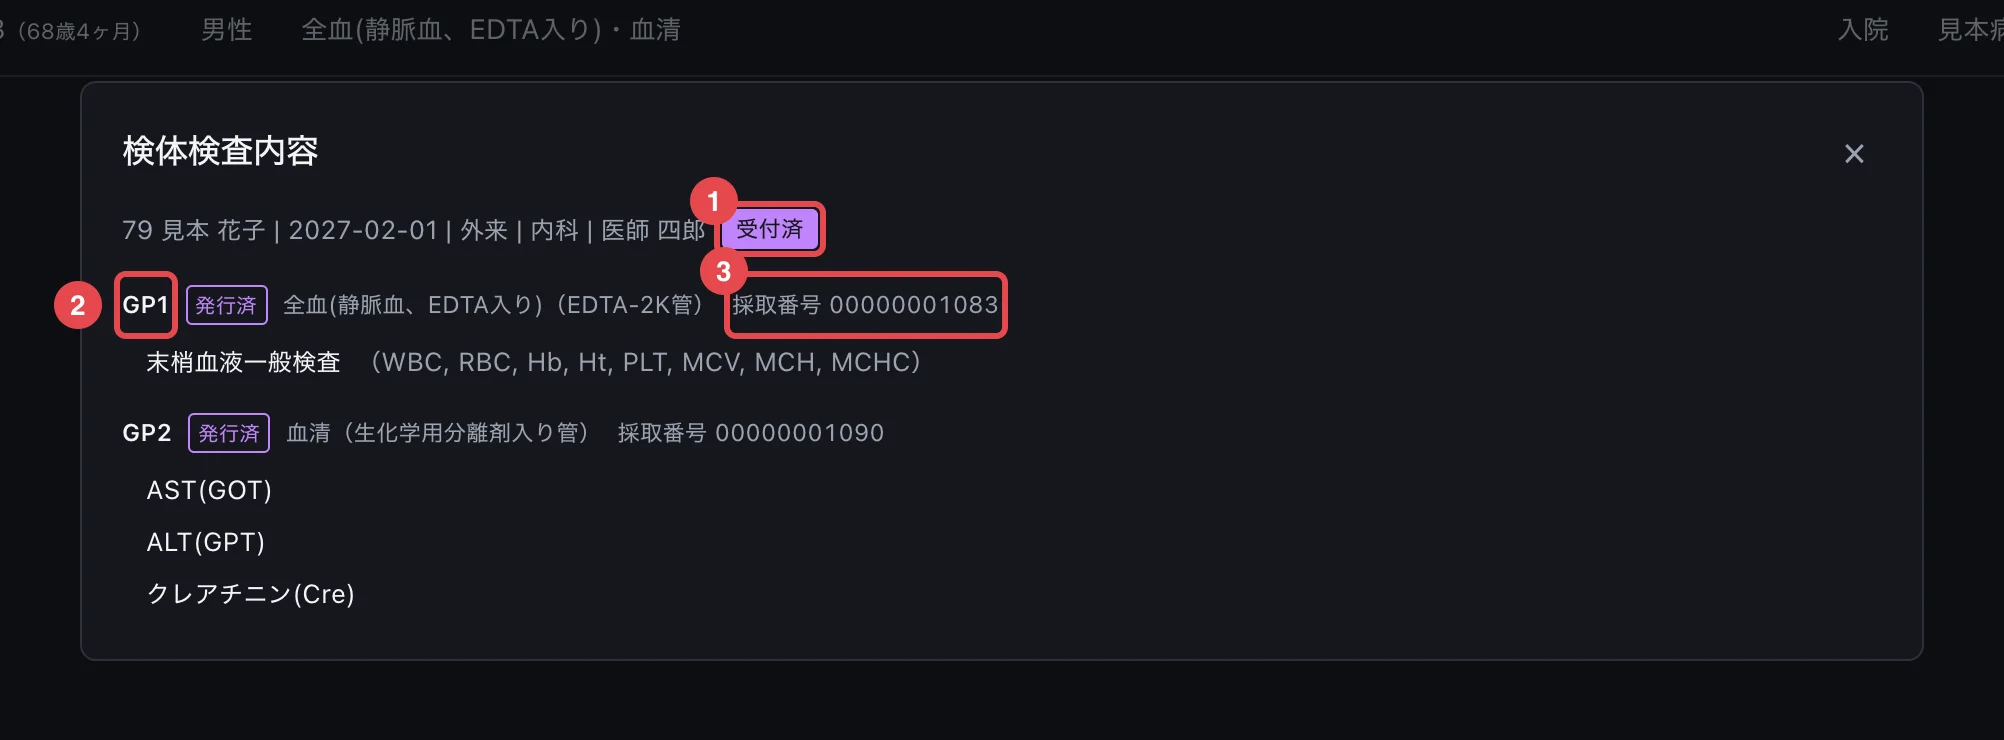 （68歳4ヶ月） 男性 全血(静脈血、EDTA入り)・血清 入院 見本
検体検査内容 ×
79 見本 花子 | 2027-02-01 | 外来 | 内科 | 医師 四郎 1 受付済
2 GP1 発行済 全血(静脈血、EDTA入り)（EDTA-2K管） 3 採取番号 00000001083
末梢血液一般検査 （WBC, RBC, Hb, Ht, PLT, MCV, MCH, MCHC）
GP2 発行済 血清（生化学用分離剤入り管） 採取番号 00000001090
AST(GOT)
ALT(GPT)
クレアチニン(Cre)